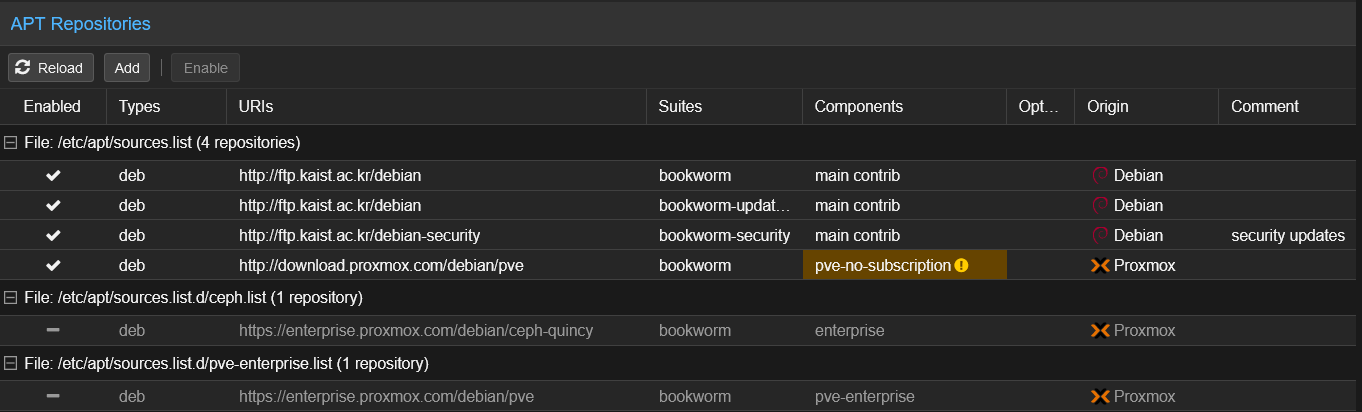 APT Repositories
Reload Add Enable
Enabled Types URIs Suites Components Opt... Origin Comment
File: /etc/apt/sources.list (4 repositories)
deb http://ftp.kaist.ac.kr/debian bookworm main contrib Debian
deb http://ftp.kaist.ac.kr/debian bookworm-updat... main contrib Debian
deb http://ftp.kaist.ac.kr/debian-security bookworm-security main contrib Debian security updates
deb http://download.proxmox.com/debian/pve bookworm pve-no-subscription Proxmox
File: /etc/apt/sources.list.d/ceph.list (1 repository)
deb https://enterprise.proxmox.com/debian/ceph-quincy bookworm enterprise Proxmox
File: /etc/apt/sources.list.d/pve-enterprise.list (1 repository)
deb https://enterprise.proxmox.com/debian/pve bookworm pve-enterprise Proxmox